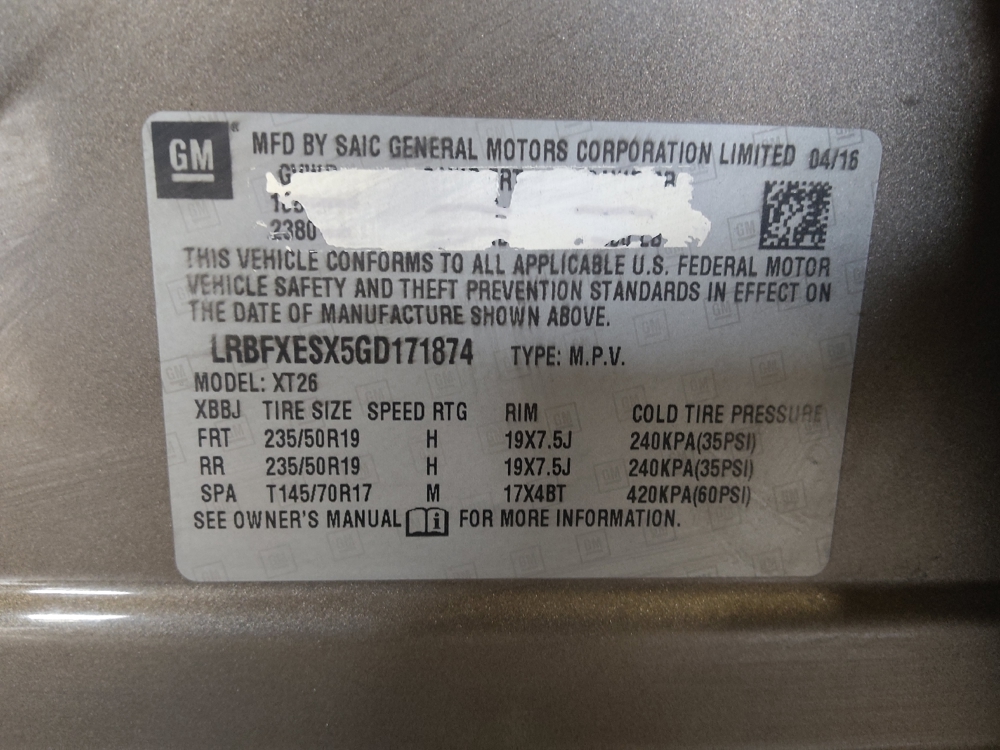 GM
MFD BY SAIC GENERAL MOTORS CORPORATION LIMITED 04/16
2380
THIS VEHICLE CONFORMS TO ALL APPLICABLE U.S. FEDERAL MOTOR
VEHICLE SAFETY AND THEFT PREVENTION STANDARDS IN EFFECT ON
THE DATE OF MANUFACTURE SHOWN ABOVE.
LRBFXESX5GD171874 TYPE: M.P.V.
MODEL: XT26
XBBJ TIRE SIZE SPEED RTG RIM COLD TIRE PRESSURE
FRT 235/50R19 H 19X7.5J 240KPA(35PSI)
RR 235/50R19 H 19X7.5J 240KPA(35PSI)
SPA T145/70R17 M 17X4BT 420KPA(60PSI)
SEE OWNER'S MANUAL FOR MORE INFORMATION.